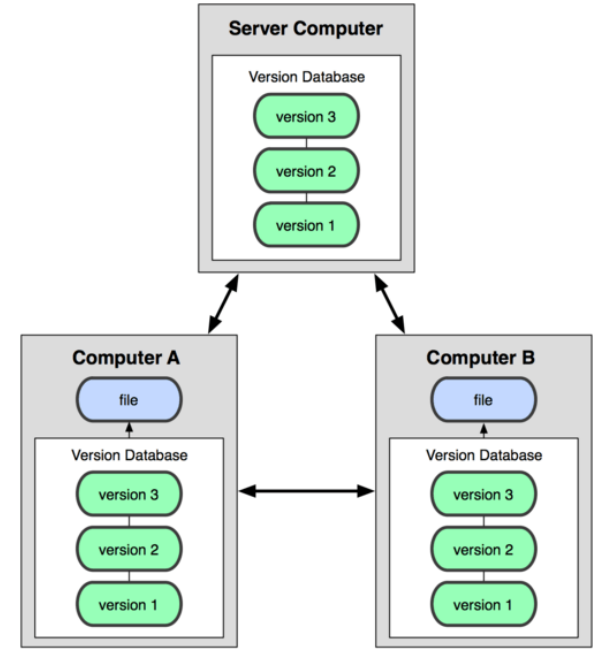 Server Computer
Version Database
version 3
version 2
version 1
Computer A
file
Version Database
version 3
version 2
version 1
Computer B
file
Version Database
version 3
version 2
version 1